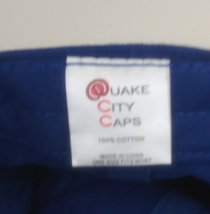 QUAKE
CITY
CAPS
100% COTTON
MADE IN CHINA
ONE SIZE FITS MOST